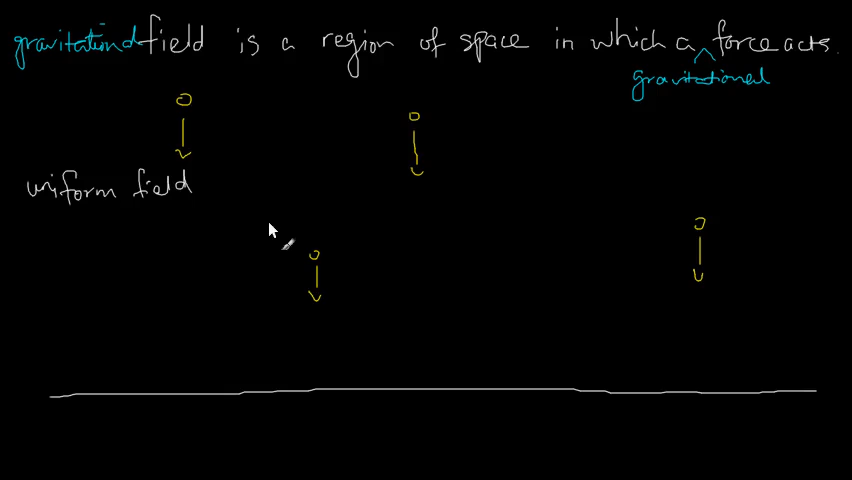 gravitational field is a region of space in which a force acts.
gravitational
uniform field